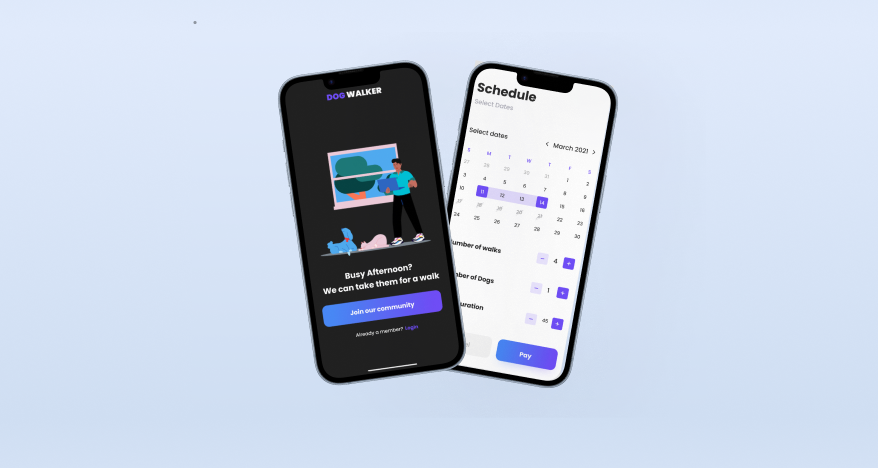 DOG WALKER
Busy Afternoon?
We can take them for a walk
Join our community
Already a member? Login
Schedule
Select Dates
Select dates
< March 2021 >
S M T W T F S
27 28 29 30 31 1 2
3 4 5 6 7 8 9
10 11 12 13 14 15 16
17 18 19 20 21 22 23
24 25 26 27 28 29 30
umber of walks − 4 +
ber of Dogs − 1 +
uration − 45 +
Pay